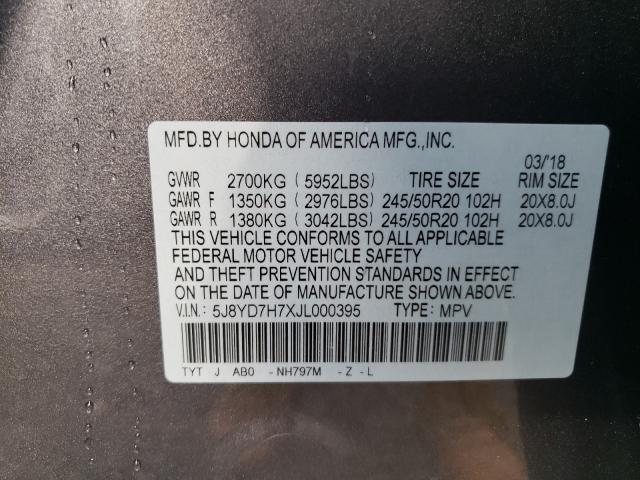 MFD.BY HONDA OF AMERICA MFG.,INC.
03/'18
GVWR 2700KG ( 5952LBS) TIRE SIZE RIM SIZE
GAWR F 1350KG ( 2976LBS) 245/50R20 102H 20X8.0J
GAWR R 1380KG ( 3042LBS) 245/50R20 102H 20X8.0J
THIS VEHICLE CONFORMS TO ALL APPLICABLE
FEDERAL MOTOR VEHICLE SAFETY
AND THEFT PREVENTION STANDARDS IN EFFECT
ON THE DATE OF MANUFACTURE SHOWN ABOVE.
V.I.N.: 5J8YD7H7XJL000395 TYPE: MPV
TYT J AB0 -NH797M -Z-L